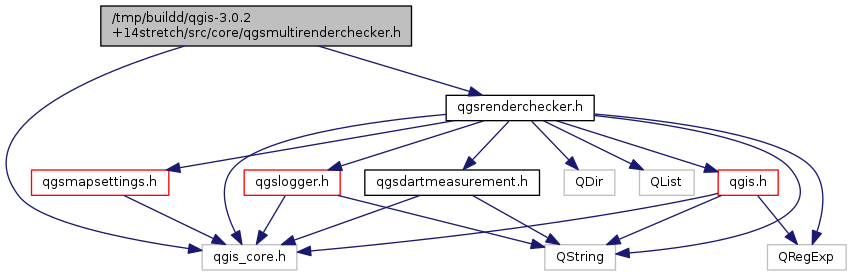 /tmp/buildd/qgis-3.0.2
+14stretch/src/core/qgsmultirenderchecker.h
qgsrenderchecker.h
qgsmapsettings.h
qgslogger.h
qgsdartmeasurement.h
QDir
QList
qgis.h
qgis_core.h
QString
QRegExp